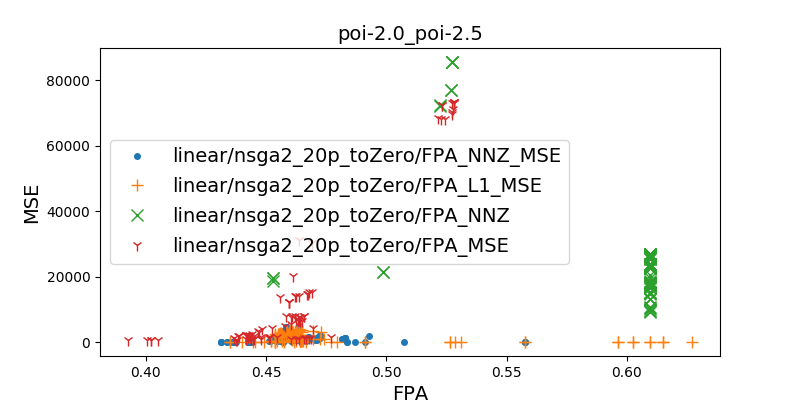 poi-2.0_poi-2.5
MSE
80000
60000
40000
20000
0
linear/nsga2_20p_toZero/FPA_NNZ_MSE
linear/nsga2_20p_toZero/FPA_L1_MSE
linear/nsga2_20p_toZero/FPA_NNZ
linear/nsga2_20p_toZero/FPA_MSE
0.40 0.45 0.50 0.55 0.60
FPA